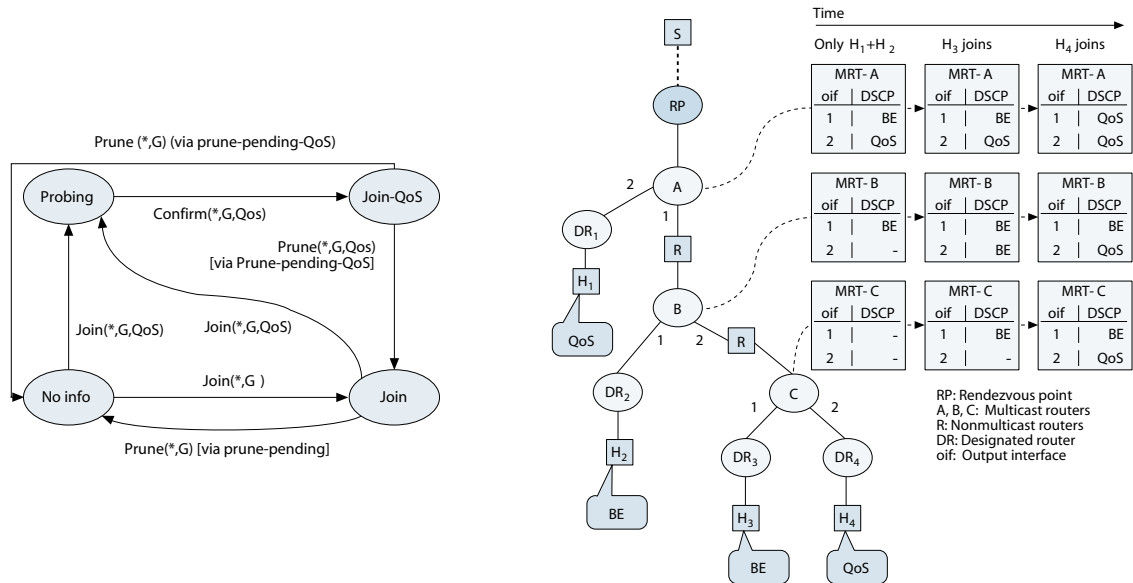 Prune (*,G) (via prune-pending-QoS)
Probing
Join-QoS
Confirm(*,G,Qos)
Prune(*,G,Qos)
[via Prune-pending-QoS]
Join(*,G,QoS)
Join(*,G,QoS)
Join(*,G )
No info
Join
Prune(*,G) [via prune-pending]
S
RP
A
2
1
DR1
R
H1
QoS
B
1
2
R
DR2
C
H2
1
2
BE
DR3
DR4
H3
H4
BE
QoS
Time
Only H1+H 2
H3 joins
H4 joins
MRT- A
oif DSCP
1 BE
2 QoS
MRT- A
oif DSCP
1 BE
2 QoS
MRT- A
oif DSCP
1 QoS
2 QoS
MRT- B
oif DSCP
1 BE
2 -
MRT- B
oif DSCP
1 BE
2 BE
MRT- B
oif DSCP
1 BE
2 QoS
MRT- C
oif DSCP
1 -
2 -
MRT- C
oif DSCP
1 BE
2 -
MRT- C
oif DSCP
1 BE
2 QoS
RP: Rendezvous point
A, B, C: Multicast routers
R: Nonmulticast routers
DR: Designated router
oif: Output interface